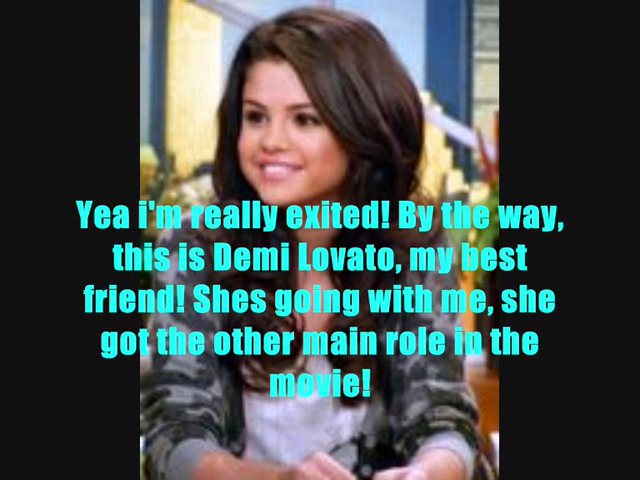 Yea i'm really exited! By the way,
this is Demi Lovato, my best
friend! Shes going with me, she
got the other main role in the
movie!